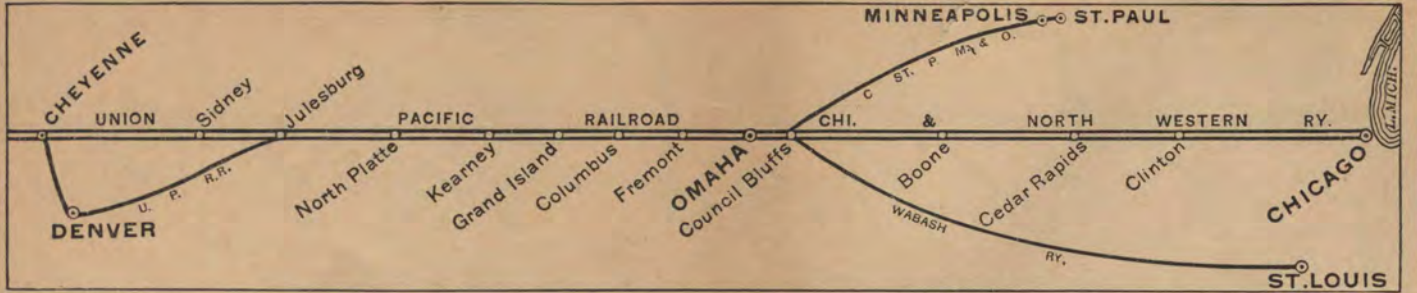 MINNEAPOLIS ST. PAUL
C ST. P. M. & O.
CHEYENNE
UNION PACIFIC RAILROAD
CHI. & NORTH WESTERN RY.
L. MICH.
Sidney
Julesburg
U. P. R.R.
DENVER
North Platte
Kearney
Grand Island
Columbus
Fremont
OMAHA
Council Bluffs
Boone
Cedar Rapids
Clinton
CHICAGO
WABASH RY.
ST. LOUIS